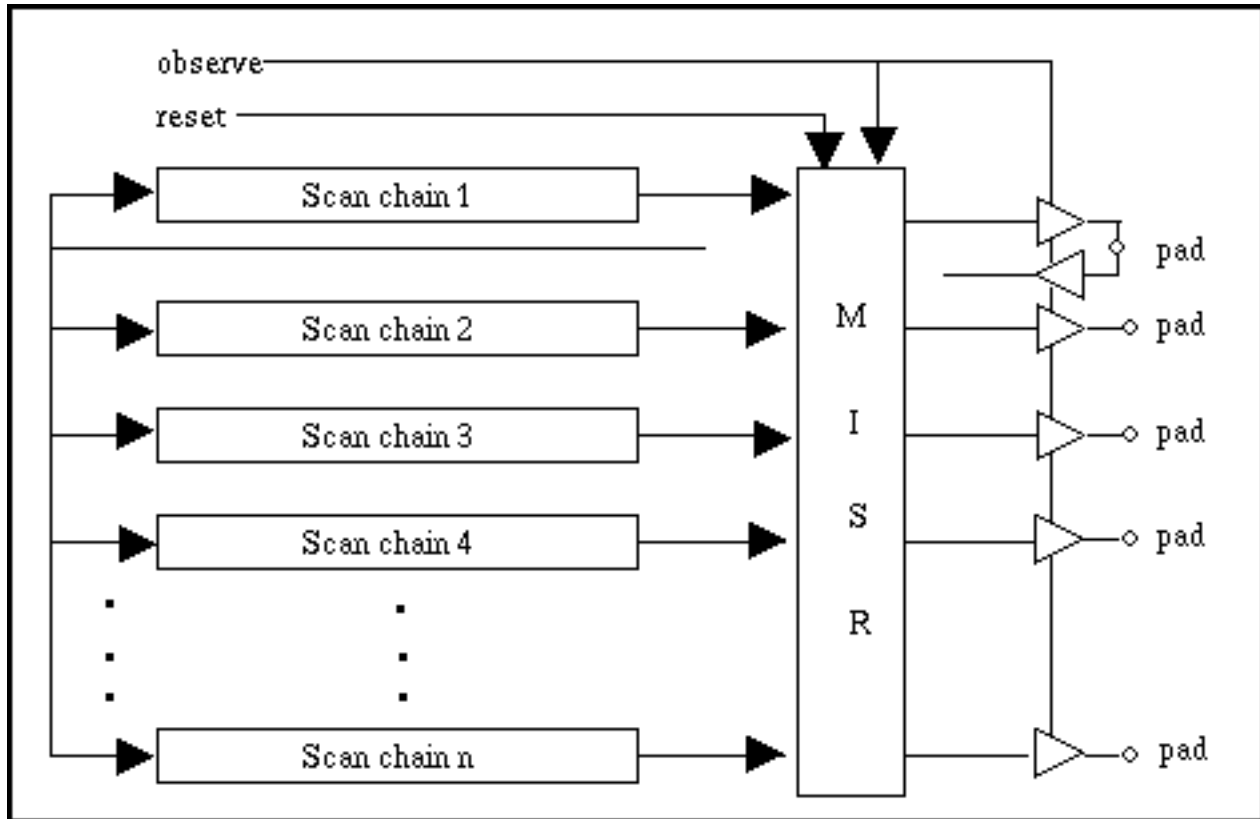 observe
reset
Scan chain 1
pad
Scan chain 2
pad
Scan chain 3
pad
Scan chain 4
pad
Scan chain n
pad
M
I
S
R